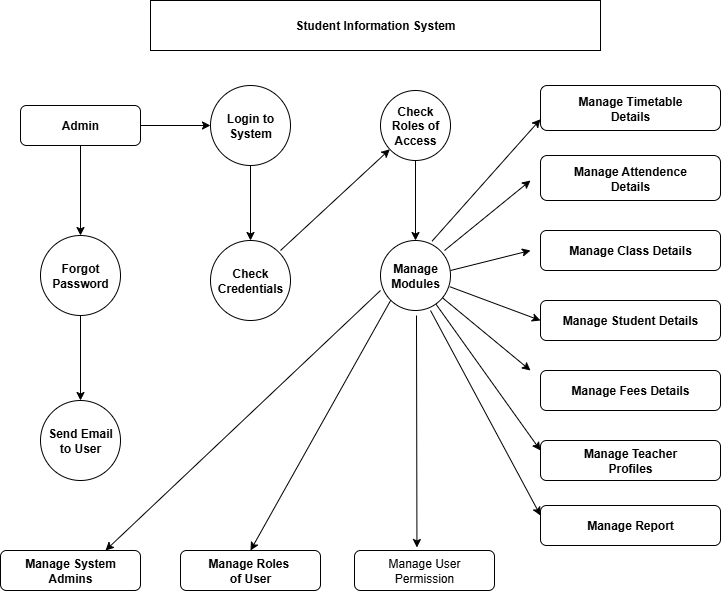 Student Information System
Admin
Login to
System
Check
Roles of
Access
Manage Timetable
Details
Manage Attendence
Details
Forgot
Password
Check
Credentials
Manage
Modules
Manage Class Details
Manage Student Details
Manage Fees Details
Send Email
to User
Manage Teacher
Profiles
Manage Report
Manage System
Admins
Manage Roles
of User
Manage User
Permission